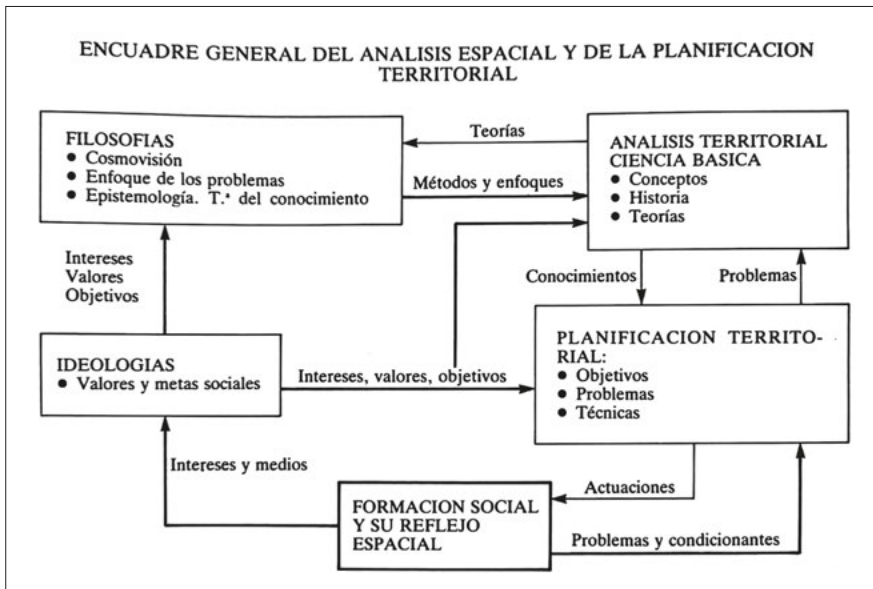 ENCUADRE GENERAL DEL ANALISIS ESPACIAL Y DE LA PLANIFICACION
TERRITORIAL
FILOSOFIAS
● Cosmovisión
● Enfoque de los problemas
● Epistemología. T.ª del conocimiento
Teorías
Métodos y enfoques
ANALISIS TERRITORIAL
CIENCIA BASICA
● Conceptos
● Historia
● Teorías
Intereses
Valores
Objetivos
Conocimientos
Problemas
IDEOLOGIAS
● Valores y metas sociales
Intereses, valores, objetivos
PLANIFICACION TERRITO-
RIAL:
● Objetivos
● Problemas
● Técnicas
Intereses y medios
Actuaciones
FORMACION SOCIAL
Y SU REFLEJO
ESPACIAL
Problemas y condicionantes